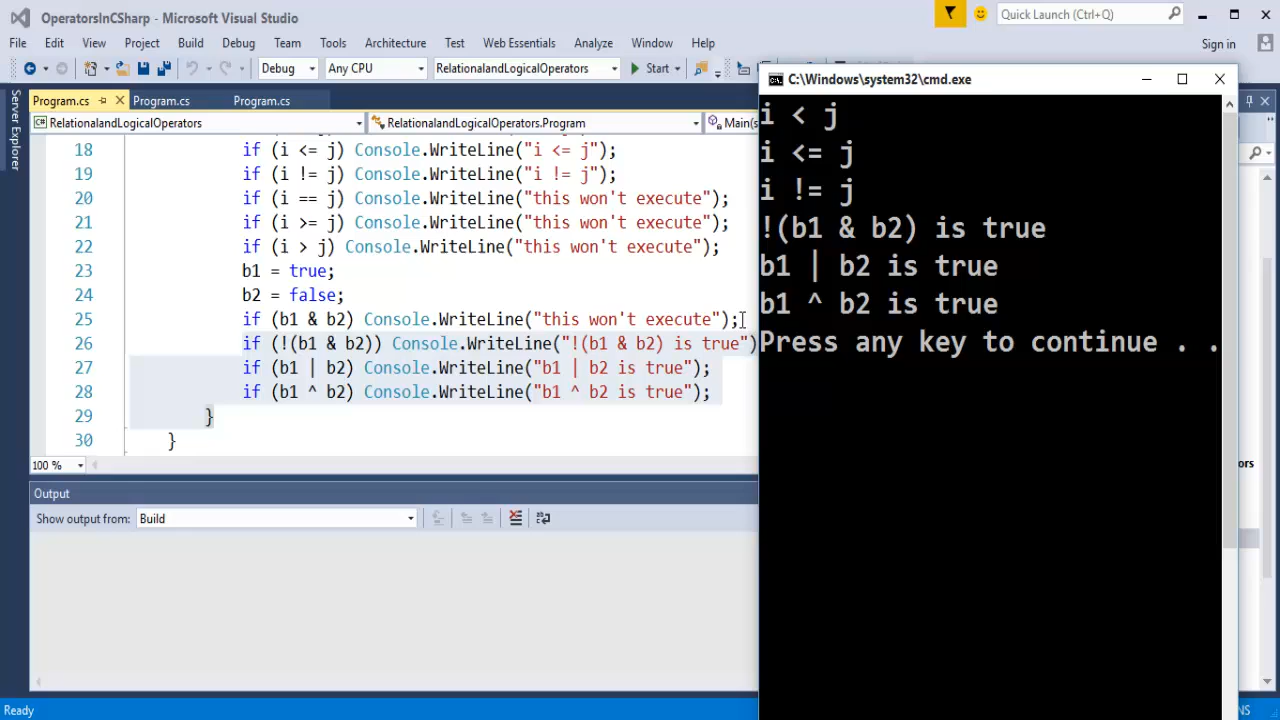 OperatorsInCSharp - Microsoft Visual Studio
Quick Launch (Ctrl+Q)
File Edit View Project Build Debug Team Tools Architecture Test Web Essentials Analyze Window Help
Sign in
Debug Any CPU RelationalandLogicalOperators Start
Program.cs Program.cs Program.cs
RelationalandLogicalOperators RelationalandLogicalOperators.Program Main(s
Server Explorer
18 if (i <= j) Console.WriteLine("i <= j");
19 if (i != j) Console.WriteLine("i != j");
20 if (i == j) Console.WriteLine("this won't execute");
21 if (i >= j) Console.WriteLine("this won't execute");
22 if (i > j) Console.WriteLine("this won't execute");
23 b1 = true;
24 b2 = false;
25 if (b1 & b2) Console.WriteLine("this won't execute");
26 if (!(b1 & b2)) Console.WriteLine("!(b1 & b2) is true")
27 if (b1 | b2) Console.WriteLine("b1 | b2 is true");
28 if (b1 ^ b2) Console.WriteLine("b1 ^ b2 is true");
29 }
30 }
100 %
Output
Show output from: Build
Ready
C:\Windows\system32\cmd.exe
i < j
i <= j
i != j
!(b1 & b2) is true
b1 | b2 is true
b1 ^ b2 is true
Press any key to continue . .
ors
NS